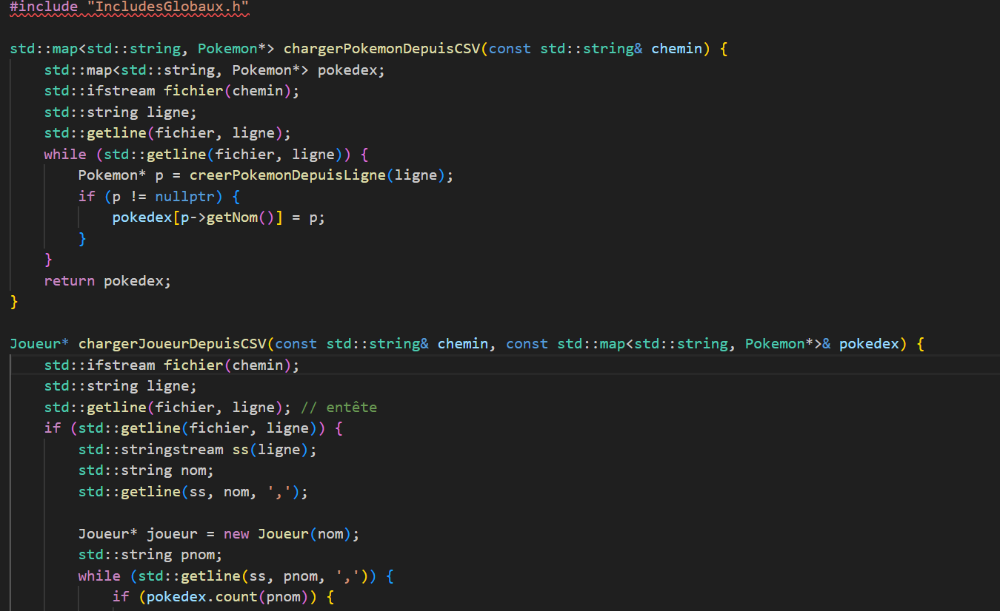 #include "IncludesGlobaux.h"
std::map<std::string, Pokemon*> chargerPokemonDepuisCSV(const std::string& chemin) {
std::map<std::string, Pokemon*> pokedex;
std::ifstream fichier(chemin);
std::string ligne;
std::getline(fichier, ligne);
while (std::getline(fichier, ligne)) {
Pokemon* p = creerPokemonDepuisLigne(ligne);
if (p != nullptr) {
pokedex[p->getNom()] = p;
}
}
return pokedex;
}
Joueur* chargerJoueurDepuisCSV(const std::string& chemin, const std::map<std::string, Pokemon*>& pokedex) {
std::ifstream fichier(chemin);
std::string ligne;
std::getline(fichier, ligne); // entête
if (std::getline(fichier, ligne)) {
std::stringstream ss(ligne);
std::string nom;
std::getline(ss, nom, ',');
Joueur* joueur = new Joueur(nom);
std::string pnom;
while (std::getline(ss, pnom, ',')) {
if (pokedex.count(pnom)) {